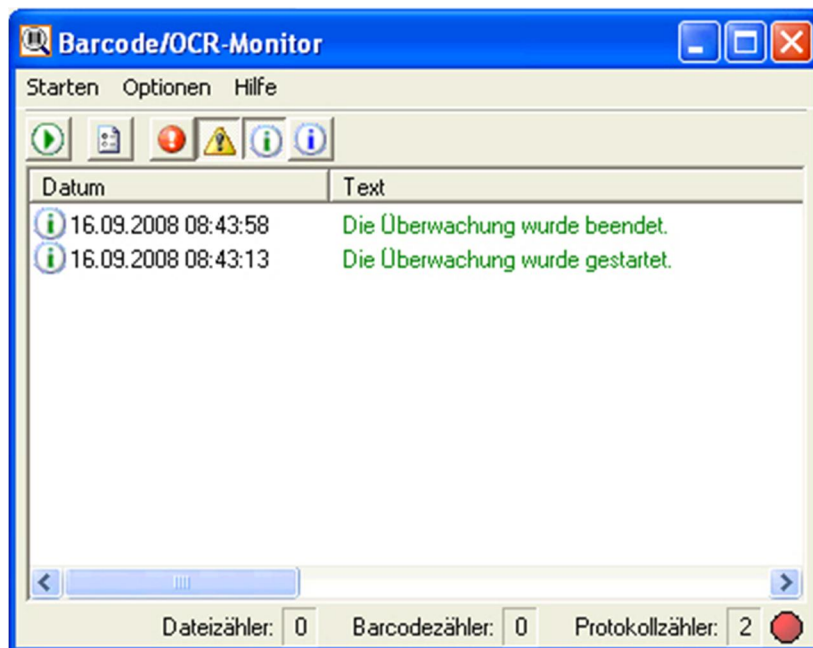 Barcode/OCR-Monitor
Starten Optionen Hilfe
Datum Text
16.09.2008 08:43:58 Die Überwachung wurde beendet.
16.09.2008 08:43:13 Die Überwachung wurde gestartet.
Dateizähler: 0 Barcodezähler: 0 Protokollzähler: 2